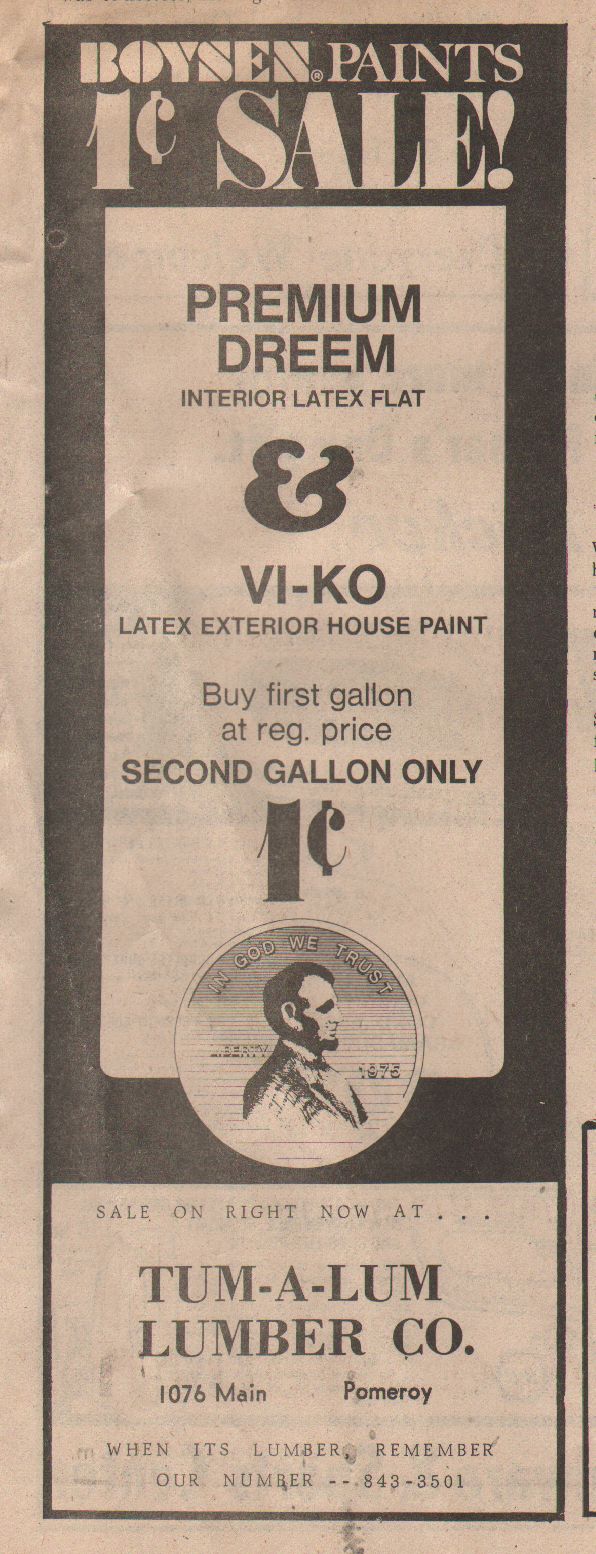 BOYSEN® PAINTS
1¢ SALE!
PREMIUM
DREEM
INTERIOR LATEX FLAT
&
VI-KO
LATEX EXTERIOR HOUSE PAINT
Buy first gallon
at reg. price
SECOND GALLON ONLY
1¢
IN GOD WE TRUST
LIBERTY
1975
SALE ON RIGHT NOW AT . . .
TUM-A-LUM
LUMBER CO.
1076 Main Pomeroy
WHEN ITS LUMBER, REMEMBER
OUR NUMBER -- 843-3501